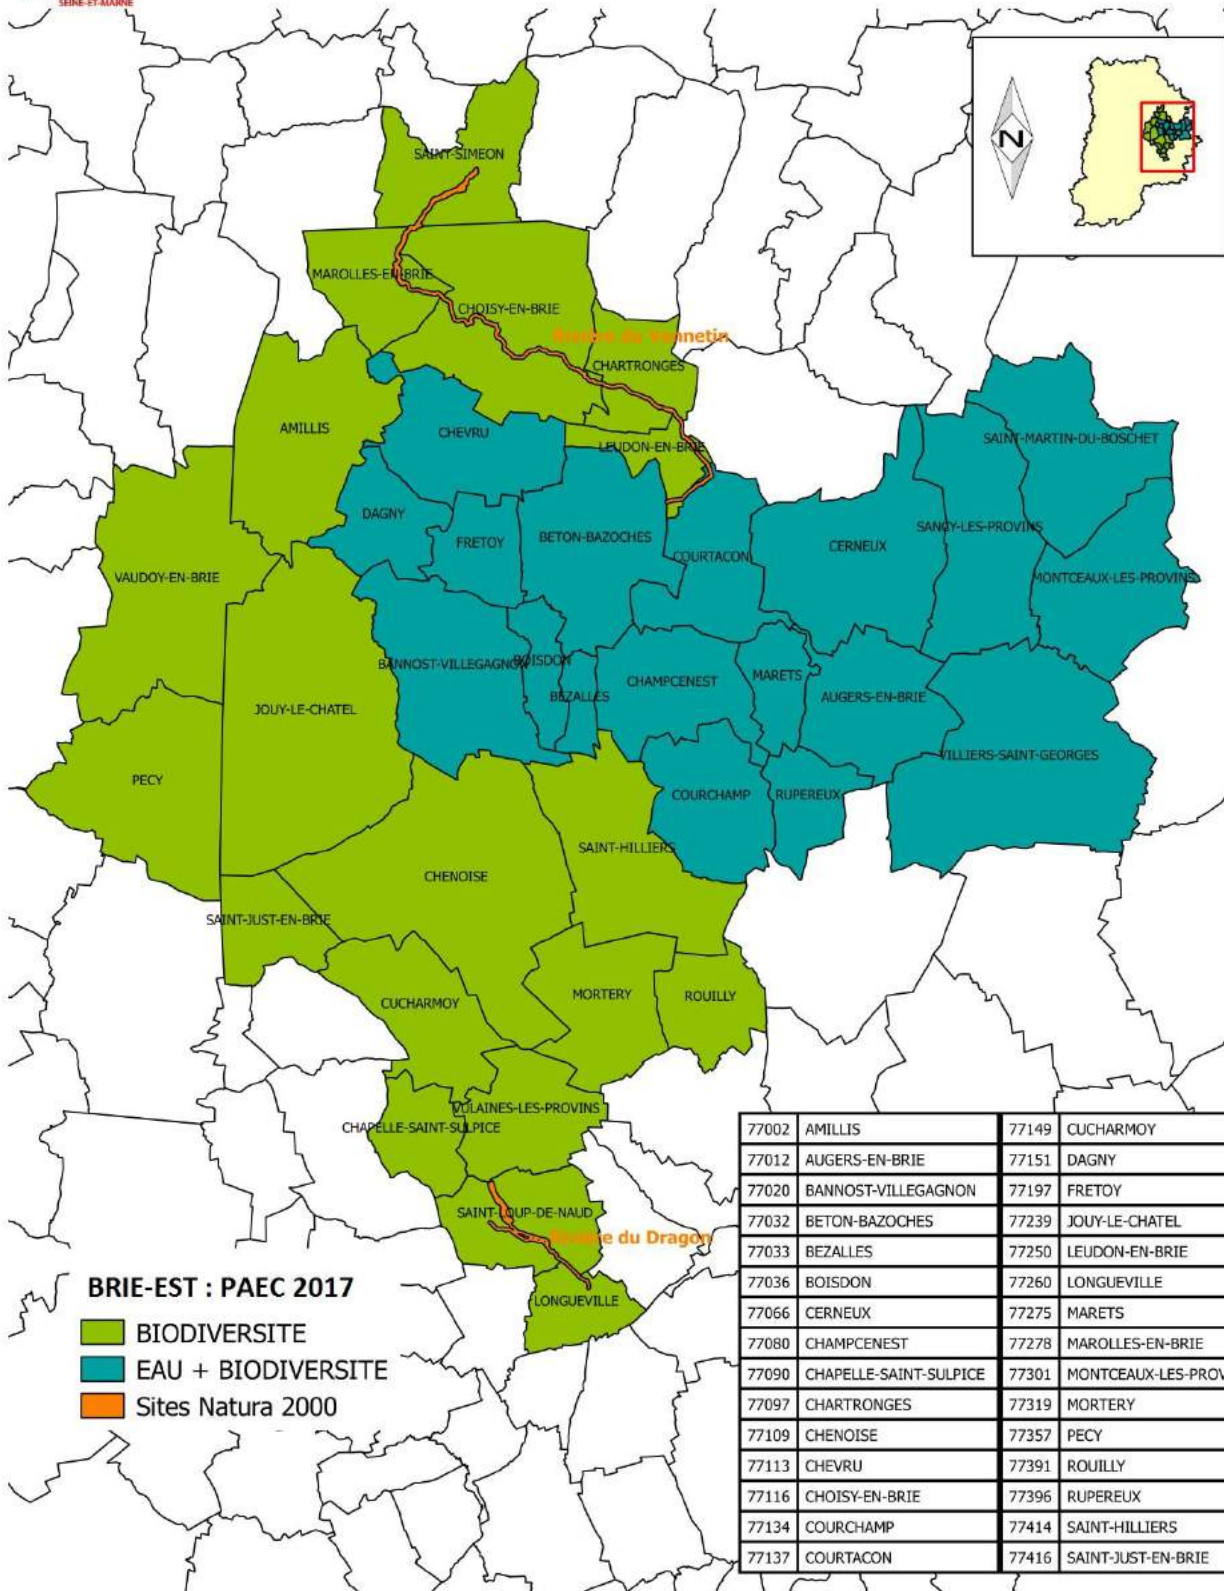 SEINE-ET-MARNE
N
SAINT-SIMEON
MAROLLES-EN-BRIE
CHOISY-EN-BRIE
Rivière du Vannetin
CHARTRONGES
AMILLIS
CHEVRU
LEUDON-EN-BRIE
SAINT-MARTIN-DU-BOSCHET
DAGNY
FRETOY
BETON-BAZOCHES
COURTACON
CERNEUX
SANCY-LES-PROVINS
VAUDOY-EN-BRIE
MONTCEAUX-LES-PROVINS
BANNOST-VILLEGAGNON
BOISDON
BEZALLES
CHAMPCENEST
MARETS
AUGERS-EN-BRIE
JOUY-LE-CHATEL
VILLIERS-SAINT-GEORGES
PECY
COURCHAMP
RUPEREUX
SAINT-HILLIERS
CHENOISE
SAINT-JUST-EN-BRIE
CUCHARMOY
MORTERY
ROUILLY
VULAINES-LES-PROVINS
CHAPELLE-SAINT-SULPICE
SAINT-LOUP-DE-NAUD
Rivière du Dragon
LONGUEVILLE
BRIE-EST : PAEC 2017
BIODIVERSITE
EAU + BIODIVERSITE
Sites Natura 2000
77002 AMILLIS 77149 CUCHARMOY
77012 AUGERS-EN-BRIE 77151 DAGNY
77020 BANNOST-VILLEGAGNON 77197 FRETOY
77032 BETON-BAZOCHES 77239 JOUY-LE-CHATEL
77033 BEZALLES 77250 LEUDON-EN-BRIE
77036 BOISDON 77260 LONGUEVILLE
77066 CERNEUX 77275 MARETS
77080 CHAMPCENEST 77278 MAROLLES-EN-BRIE
77090 CHAPELLE-SAINT-SULPICE 77301 MONTCEAUX-LES-PROV
77097 CHARTRONGES 77319 MORTERY
77109 CHENOISE 77357 PECY
77113 CHEVRU 77391 ROUILLY
77116 CHOISY-EN-BRIE 77396 RUPEREUX
77134 COURCHAMP 77414 SAINT-HILLIERS
77137 COURTACON 77416 SAINT-JUST-EN-BRIE